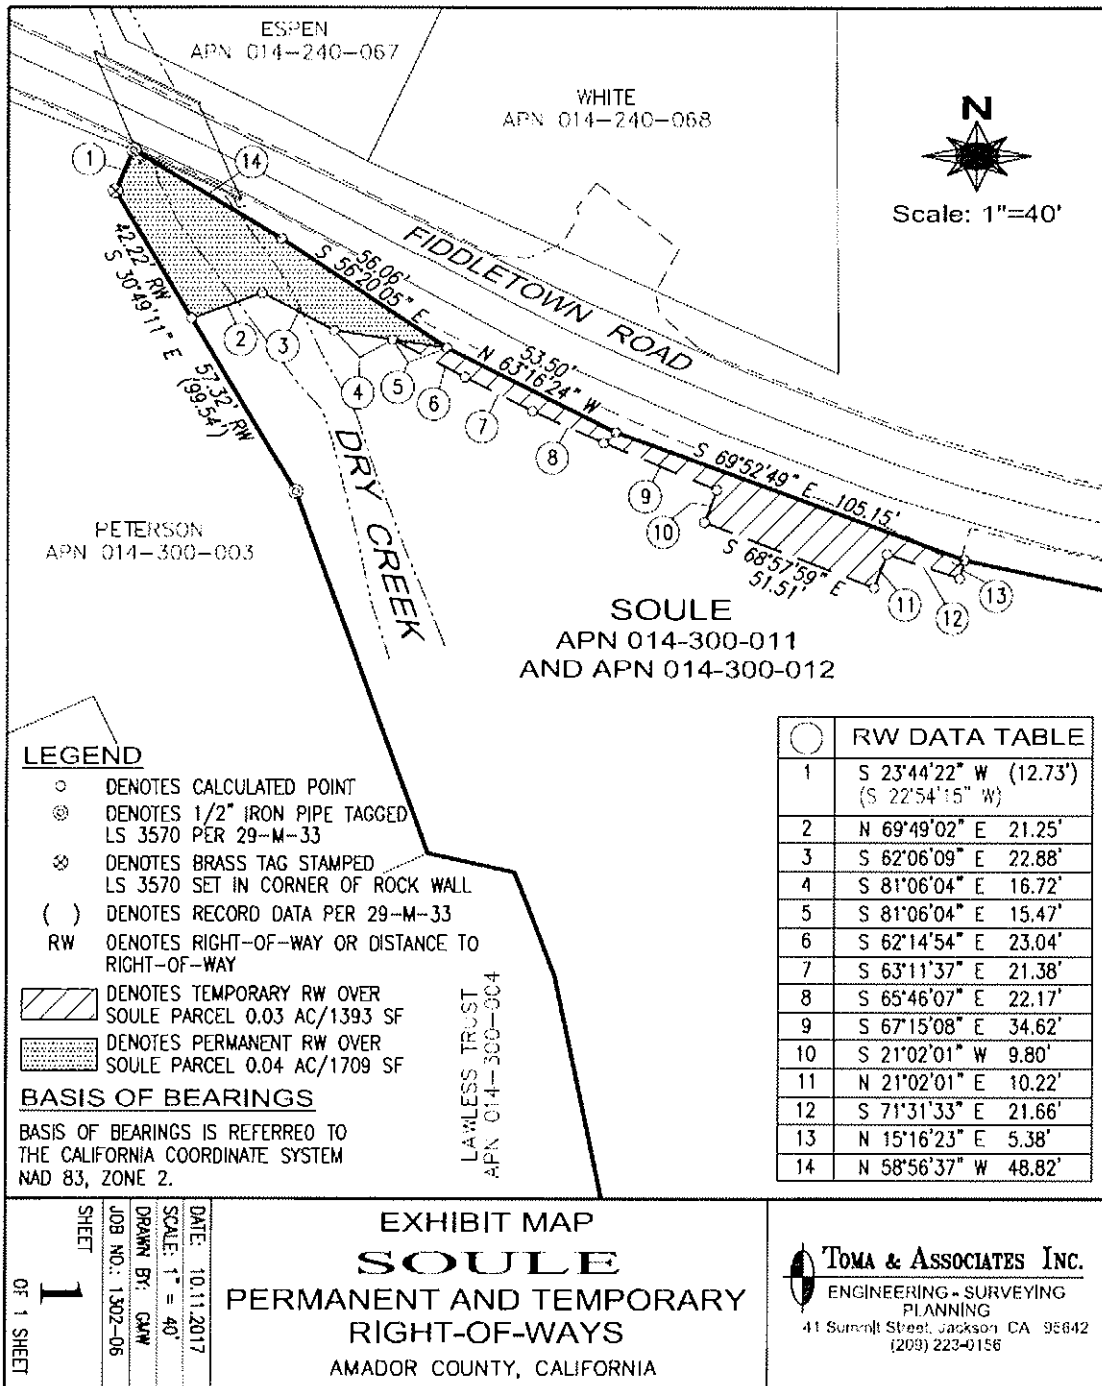 ESPEN
APN 014-240-067
WHITE
APN 014-240-068
N
Scale: 1"=40'
1
14
FIDDLETOWN ROAD
56.06'
S 56°20'05" E
42.22' RW
S 30°49'11" E
57.32' RW
(99.54')
2
3
4
5
6
7
8
9
10
11
12
13
53.50'
N 63°16'24" W
S 69°52'49" E 105.15'
S 68°57'59" E
51.51'
DRY CREEK
PETERSON
APN 014-300-003
SOULE
APN 014-300-011
AND APN 014-300-012
LEGEND
DENOTES CALCULATED POINT
DENOTES 1/2" IRON PIPE TAGGED
LS 3570 PER 29-M-33
DENOTES BRASS TAG STAMPED
LS 3570 SET IN CORNER OF ROCK WALL
( ) DENOTES RECORD DATA PER 29-M-33
RW DENOTES RIGHT-OF-WAY OR DISTANCE TO
RIGHT-OF-WAY
DENOTES TEMPORARY RW OVER
SOULE PARCEL 0.03 AC/1393 SF
DENOTES PERMANENT RW OVER
SOULE PARCEL 0.04 AC/1709 SF
BASIS OF BEARINGS
BASIS OF BEARINGS IS REFERRED TO
THE CALIFORNIA COORDINATE SYSTEM
NAD 83, ZONE 2.
LAWLESS TRUST
APN 014-300-004
RW DATA TABLE
1 S 23°44'22" W (12.73')
(S 22°54'15" W)
2 N 69°49'02" E 21.25'
3 S 62°06'09" E 22.88'
4 S 81°06'04" E 16.72'
5 S 81°06'04" E 15.47'
6 S 62°14'54" E 23.04'
7 S 63°11'37" E 21.38'
8 S 65°46'07" E 22.17'
9 S 67°15'08" E 34.62'
10 S 21°02'01" W 9.80'
11 N 21°02'01" E 10.22'
12 S 71°31'33" E 21.66'
13 N 15°16'23" E 5.38'
14 N 58°56'37" W 48.82'
DATE: 10.11.2017
SCALE: 1" = 40'
DRAWN BY: GMW
JOB NO.: 1302-06
SHEET
1
OF 1 SHEET
EXHIBIT MAP
SOULE
PERMANENT AND TEMPORARY
RIGHT-OF-WAYS
AMADOR COUNTY, CALIFORNIA
TOMA & ASSOCIATES INC.
ENGINEERING - SURVEYING
PLANNING
41 Summit Street, Jackson CA 95642
(209) 223-0156